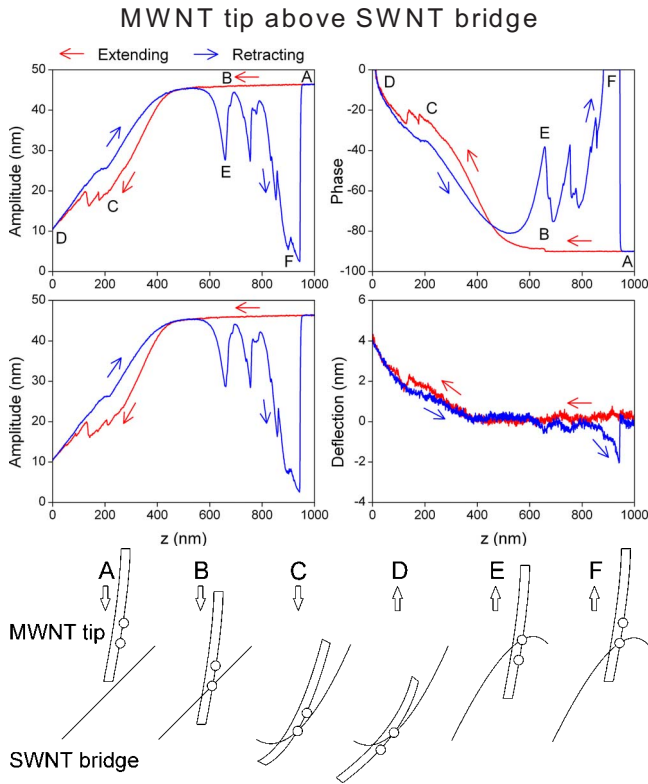 MWNT tip above SWNT bridge
Extending Retracting
50 40 30 20 10 0
Amplitude (nm)
A B C D E F
0 200 400 600 800 1000
0 -20 -40 -60 -80 -100
Phase
A B C D E F
0 200 400 600 800 1000
50 40 30 20 10 0
Amplitude (nm)
0 200 400 600 800 1000
z (nm)
6 4 2 0 -2 -4
Deflection (nm)
0 200 400 600 800 1000
z (nm)
A B C D E F
MWNT tip
SWNT bridge